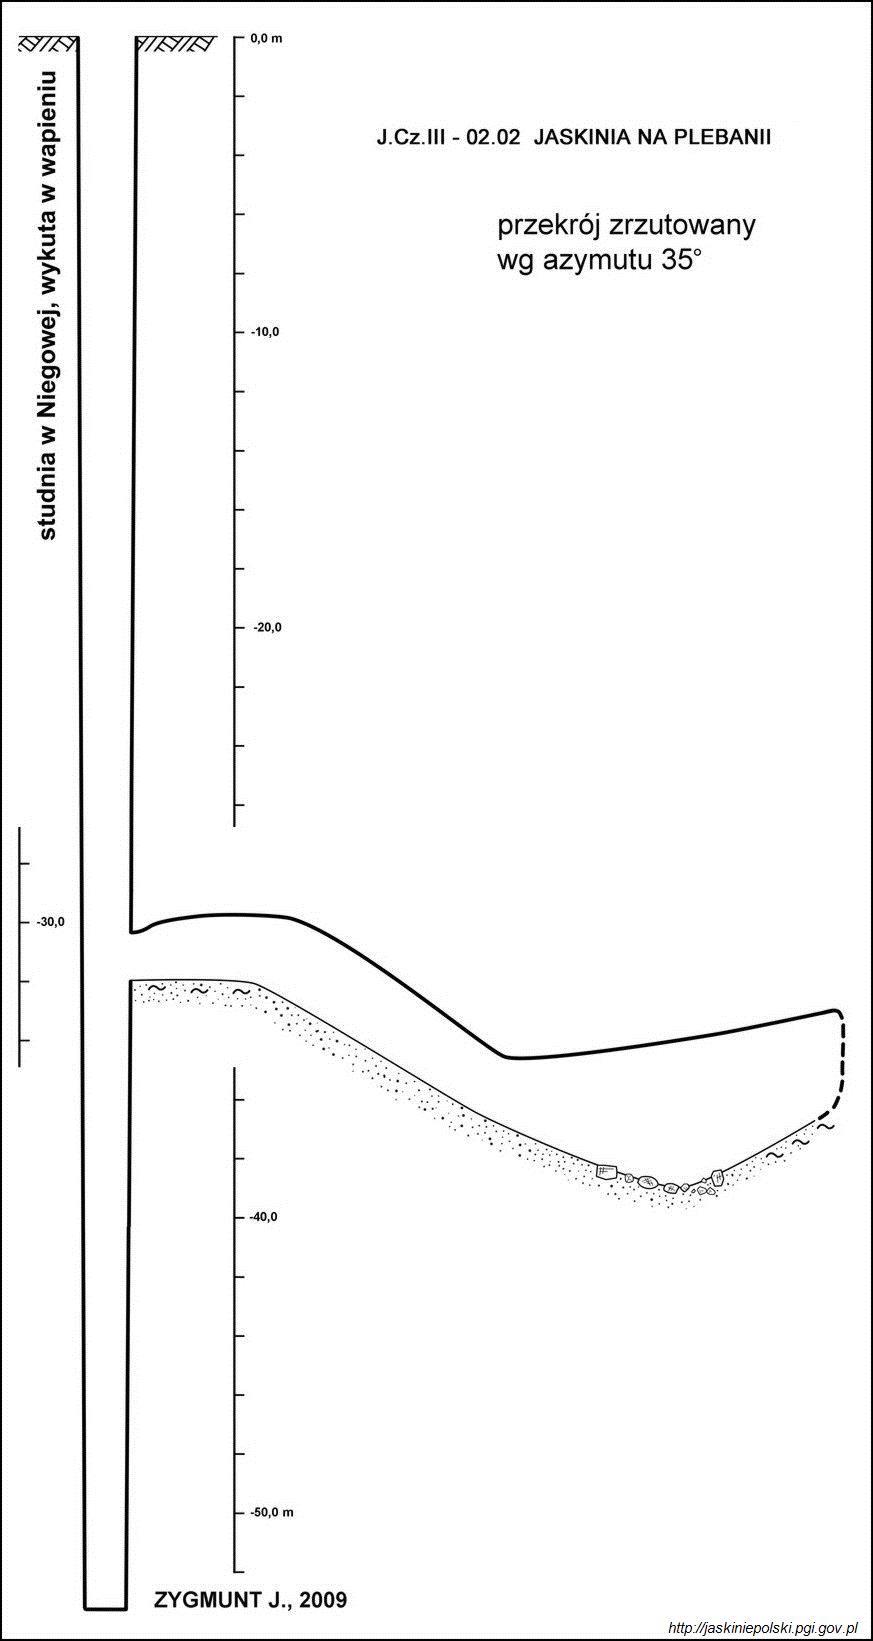 0,0 m
studnia w Niegowej, wykuta w wapieniu
J.Cz.III - 02.02 JASKINIA NA PLEBANII
przekrój zrzutowany
wg azymutu 35°
-10,0
-20,0
-30,0
-40,0
-50,0 m
ZYGMUNT J., 2009
http://jaskiniepolski.pgi.gov.pl